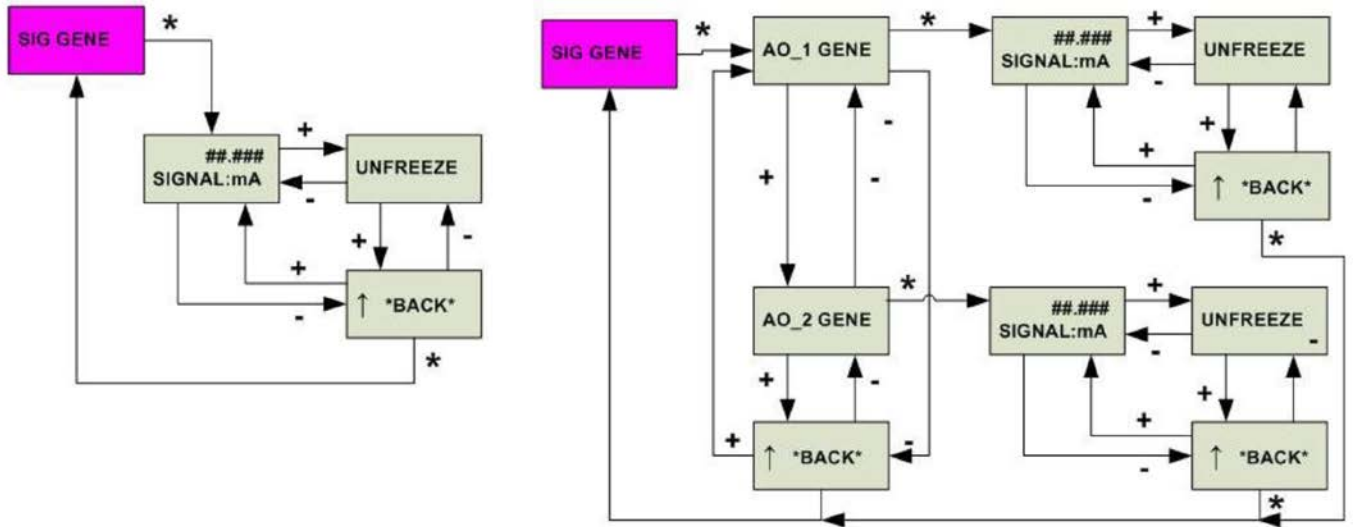 SIG GENE
*
##.###
SIGNAL:mA
+
-
UNFREEZE
+
-
+
-
↑ *BACK*
*
SIG GENE
*
AO_1 GENE
*
##.###
SIGNAL:mA
+
-
UNFREEZE
+
+
-
↑ *BACK*
*
+
-
-
AO_2 GENE
*
##.###
SIGNAL:mA
+
-
UNFREEZE
-
+
+
-
↑ *BACK*
*
+
-
+
-
↑ *BACK*